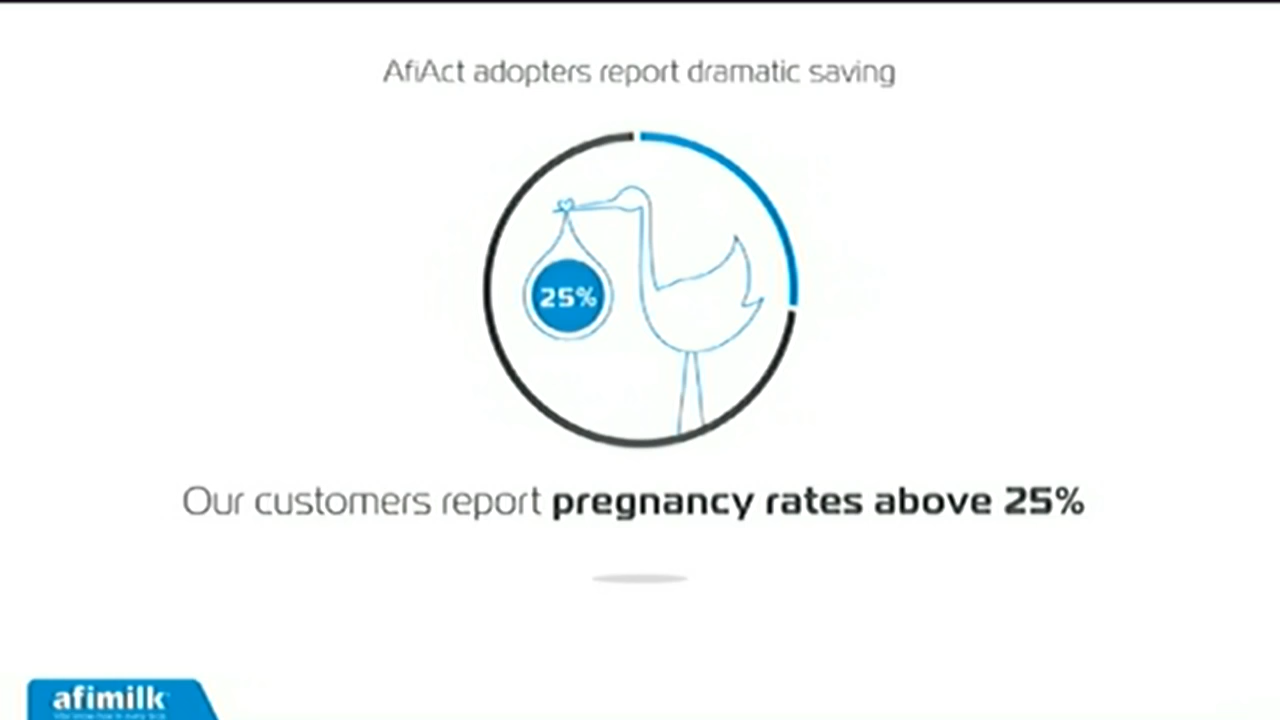 AfiAct adopters report dramatic saving
25%
Our customers report pregnancy rates above 25%
afimilk